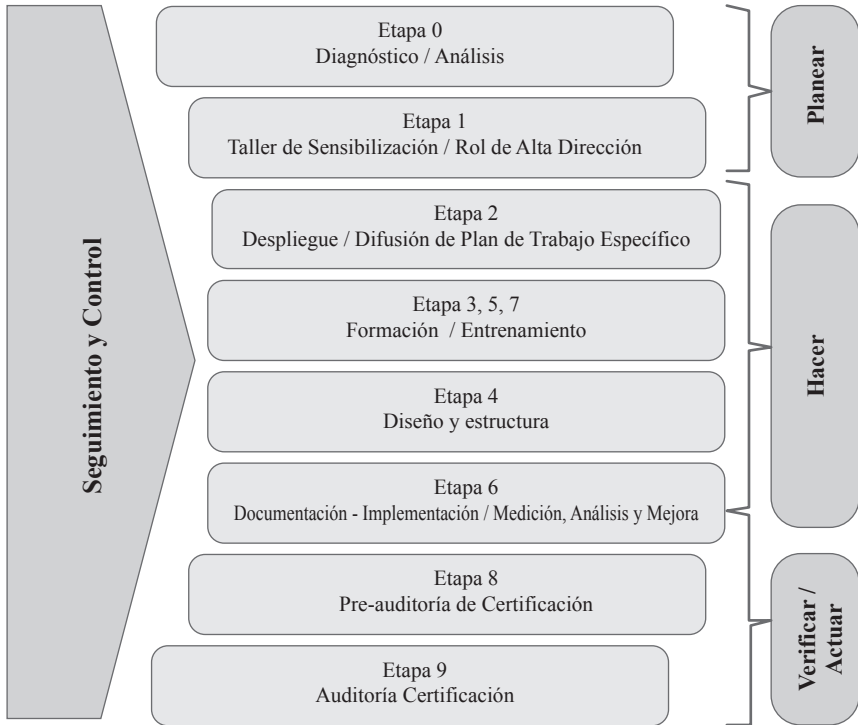 Seguimiento y Control
Etapa 0
Diagnóstico / Análisis
Etapa 1
Taller de Sensibilización / Rol de Alta Dirección
Etapa 2
Despliegue / Difusión de Plan de Trabajo Específico
Etapa 3, 5, 7
Formación / Entrenamiento
Etapa 4
Diseño y estructura
Etapa 6
Documentación - Implementación / Medición, Análisis y Mejora
Etapa 8
Pre-auditoría de Certificación
Etapa 9
Auditoría Certificación
Planear
Hacer
Verificar /
Actuar